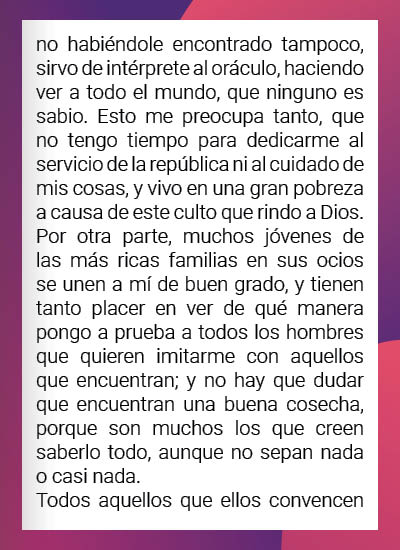 no habiéndole encontrado tampoco,
sirvo de intérprete al oráculo, haciendo
ver a todo el mundo, que ninguno es
sabio. Esto me preocupa tanto, que
no tengo tiempo para dedicarme al
servicio de la república ni al cuidado de
mis cosas, y vivo en una gran pobreza
a causa de este culto que rindo a Dios.
Por otra parte, muchos jóvenes de
las más ricas familias en sus ocios
se unen a mí de buen grado, y tienen
tanto placer en ver de qué manera
pongo a prueba a todos los hombres
que quieren imitarme con aquellos
que encuentran; y no hay que dudar
que encuentran una buena cosecha,
porque son muchos los que creen
saberlo todo, aunque no sepan nada
o casi nada.
Todos aquellos que ellos convencen